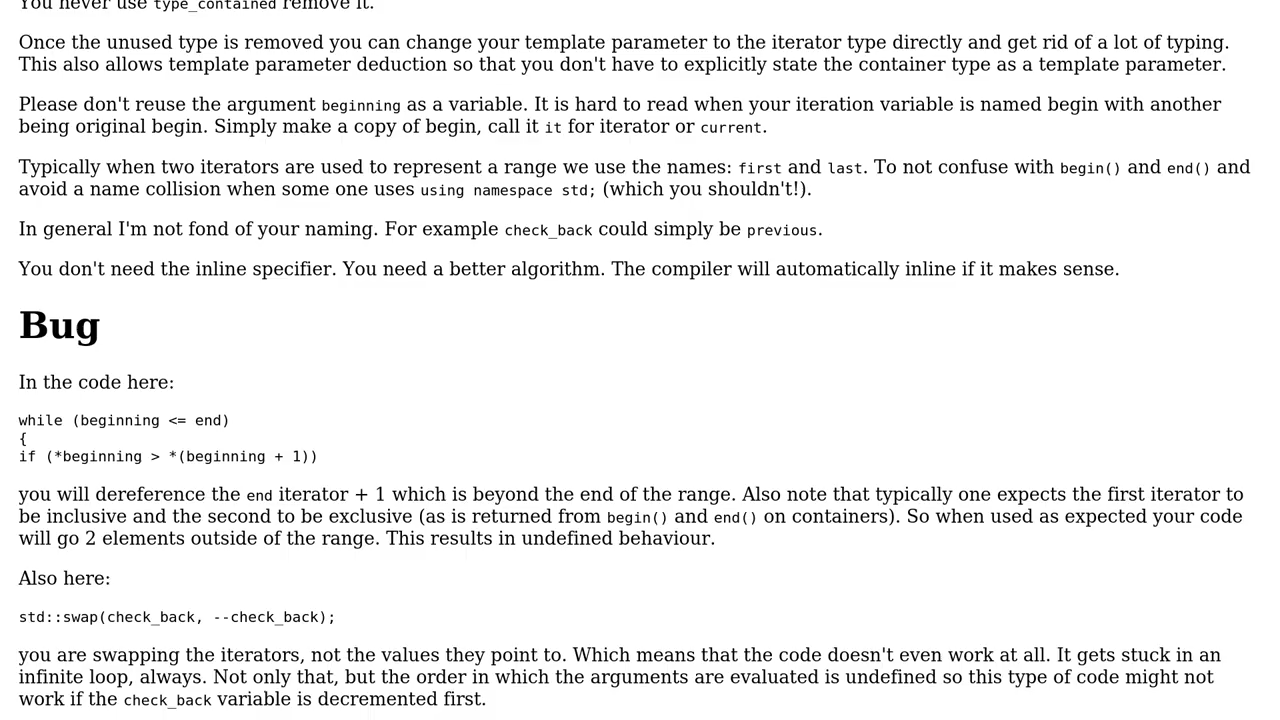 You never use type_contained remove it.
Once the unused type is removed you can change your template parameter to the iterator type directly and get rid of a lot of typing.
This also allows template parameter deduction so that you don't have to explicitly state the container type as a template parameter.
Please don't reuse the argument beginning as a variable. It is hard to read when your iteration variable is named begin with another
being original begin. Simply make a copy of begin, call it it for iterator or current.
Typically when two iterators are used to represent a range we use the names: first and last. To not confuse with begin() and end() and
avoid a name collision when some one uses using namespace std; (which you shouldn't!).
In general I'm not fond of your naming. For example check_back could simply be previous.
You don't need the inline specifier. You need a better algorithm. The compiler will automatically inline if it makes sense.
Bug
In the code here:
while (beginning <= end)
{
if (*beginning > *(beginning + 1))
you will dereference the end iterator + 1 which is beyond the end of the range. Also note that typically one expects the first iterator to
be inclusive and the second to be exclusive (as is returned from begin() and end() on containers). So when used as expected your code
will go 2 elements outside of the range. This results in undefined behaviour.
Also here:
std::swap(check_back, --check_back);
you are swapping the iterators, not the values they point to. Which means that the code doesn't even work at all. It gets stuck in an
infinite loop, always. Not only that, but the order in which the arguments are evaluated is undefined so this type of code might not
work if the check_back variable is decremented first.